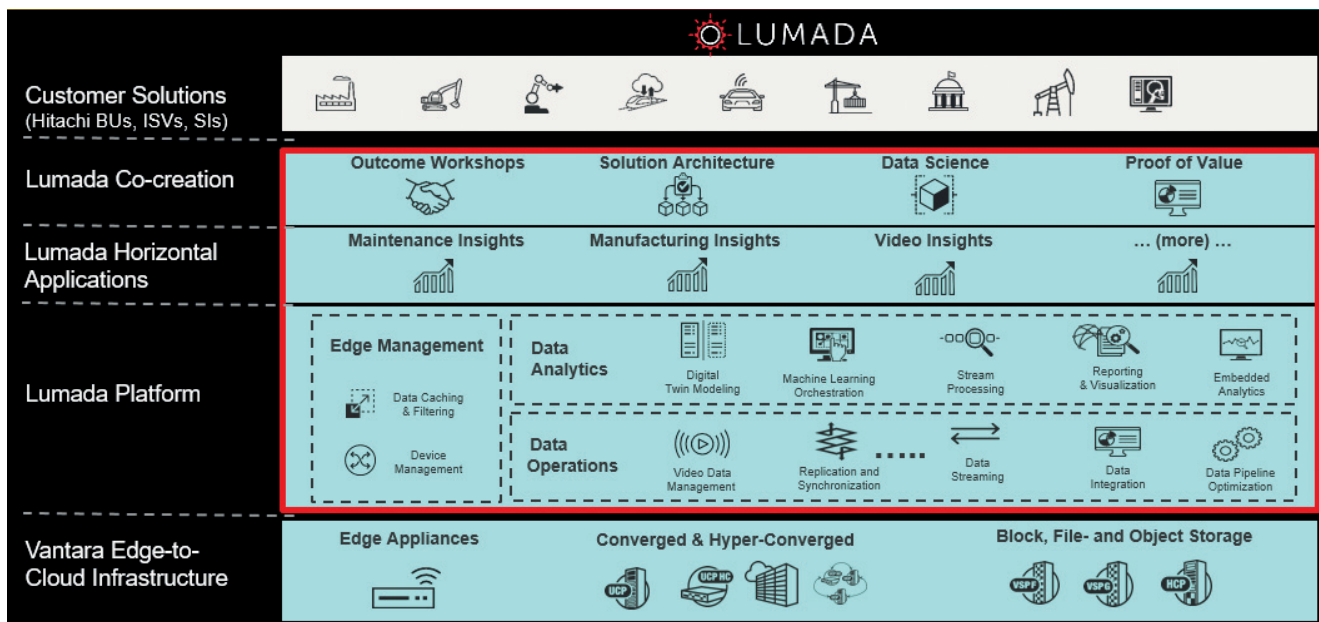 LUMADA
Customer Solutions
(Hitachi BUs, ISVs, SIs)
Lumada Co-creation
Outcome Workshops
Solution Architecture
Data Science
Proof of Value
Lumada Horizontal
Applications
Maintenance Insights
Manufacturing Insights
Video Insights
... (more) ...
Lumada Platform
Edge Management
Data Caching
& Filtering
Device
Management
Data
Analytics
Digital
Twin Modeling
Machine Learning
Orchestration
Stream
Processing
Reporting
& Visualization
Embedded
Analytics
Data
Operations
Video Data
Management
Replication and
Synchronization
Data
Streaming
Data
Integration
Data Pipeline
Optimization
Vantara Edge-to-
Cloud Infrastructure
Edge Appliances
Converged & Hyper-Converged
UCP
UCP HC
Block, File- and Object Storage
VSP F
VSP G
HCP